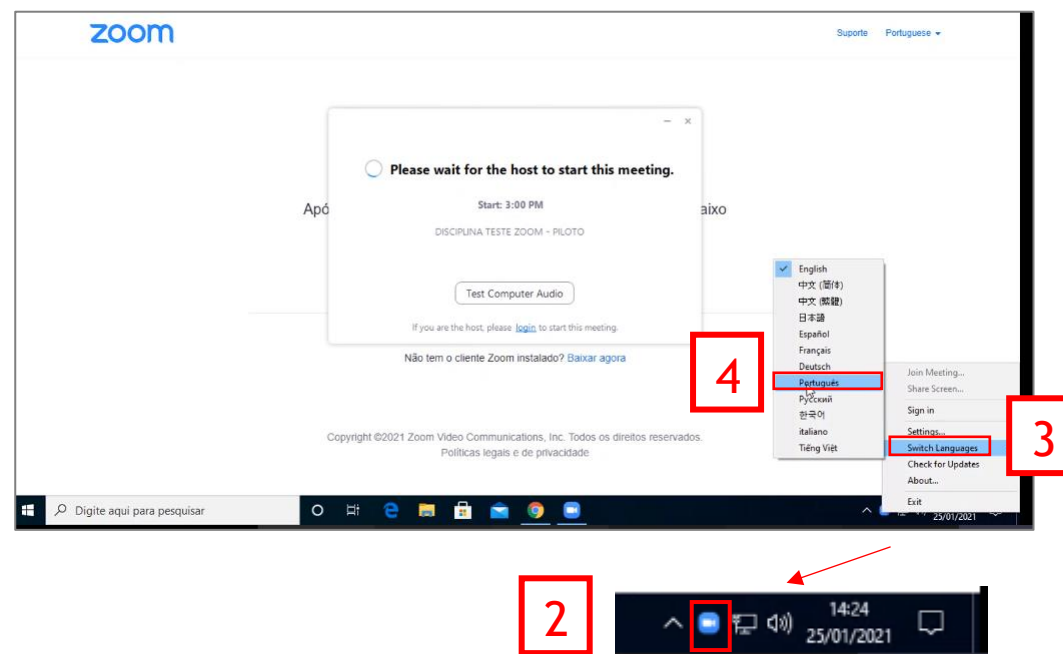 zoom
Suporte Portuguese
Please wait for the host to start this meeting.
Apó
Start: 3:00 PM
aixo
DISCIPLINA TESTE ZOOM - PILOTO
Test Computer Audio
If you are the host, please login to start this meeting.
Não tem o cliente Zoom instalado? Baixar agora
Copyright ©2021 Zoom Video Communications, Inc. Todos os direitos reservados.
Políticas legais e de privacidade
English
中文 (简体)
中文 (繁體)
日本語
Español
Français
Deutsch
Português
Русский
한국어
italiano
Tiếng Việt
4
Join Meeting...
Share Screen...
Sign in
Settings...
Switch Languages
Check for Updates
About...
Exit
3
Digite aqui para pesquisar
25/01/2021
2
14:24
25/01/2021